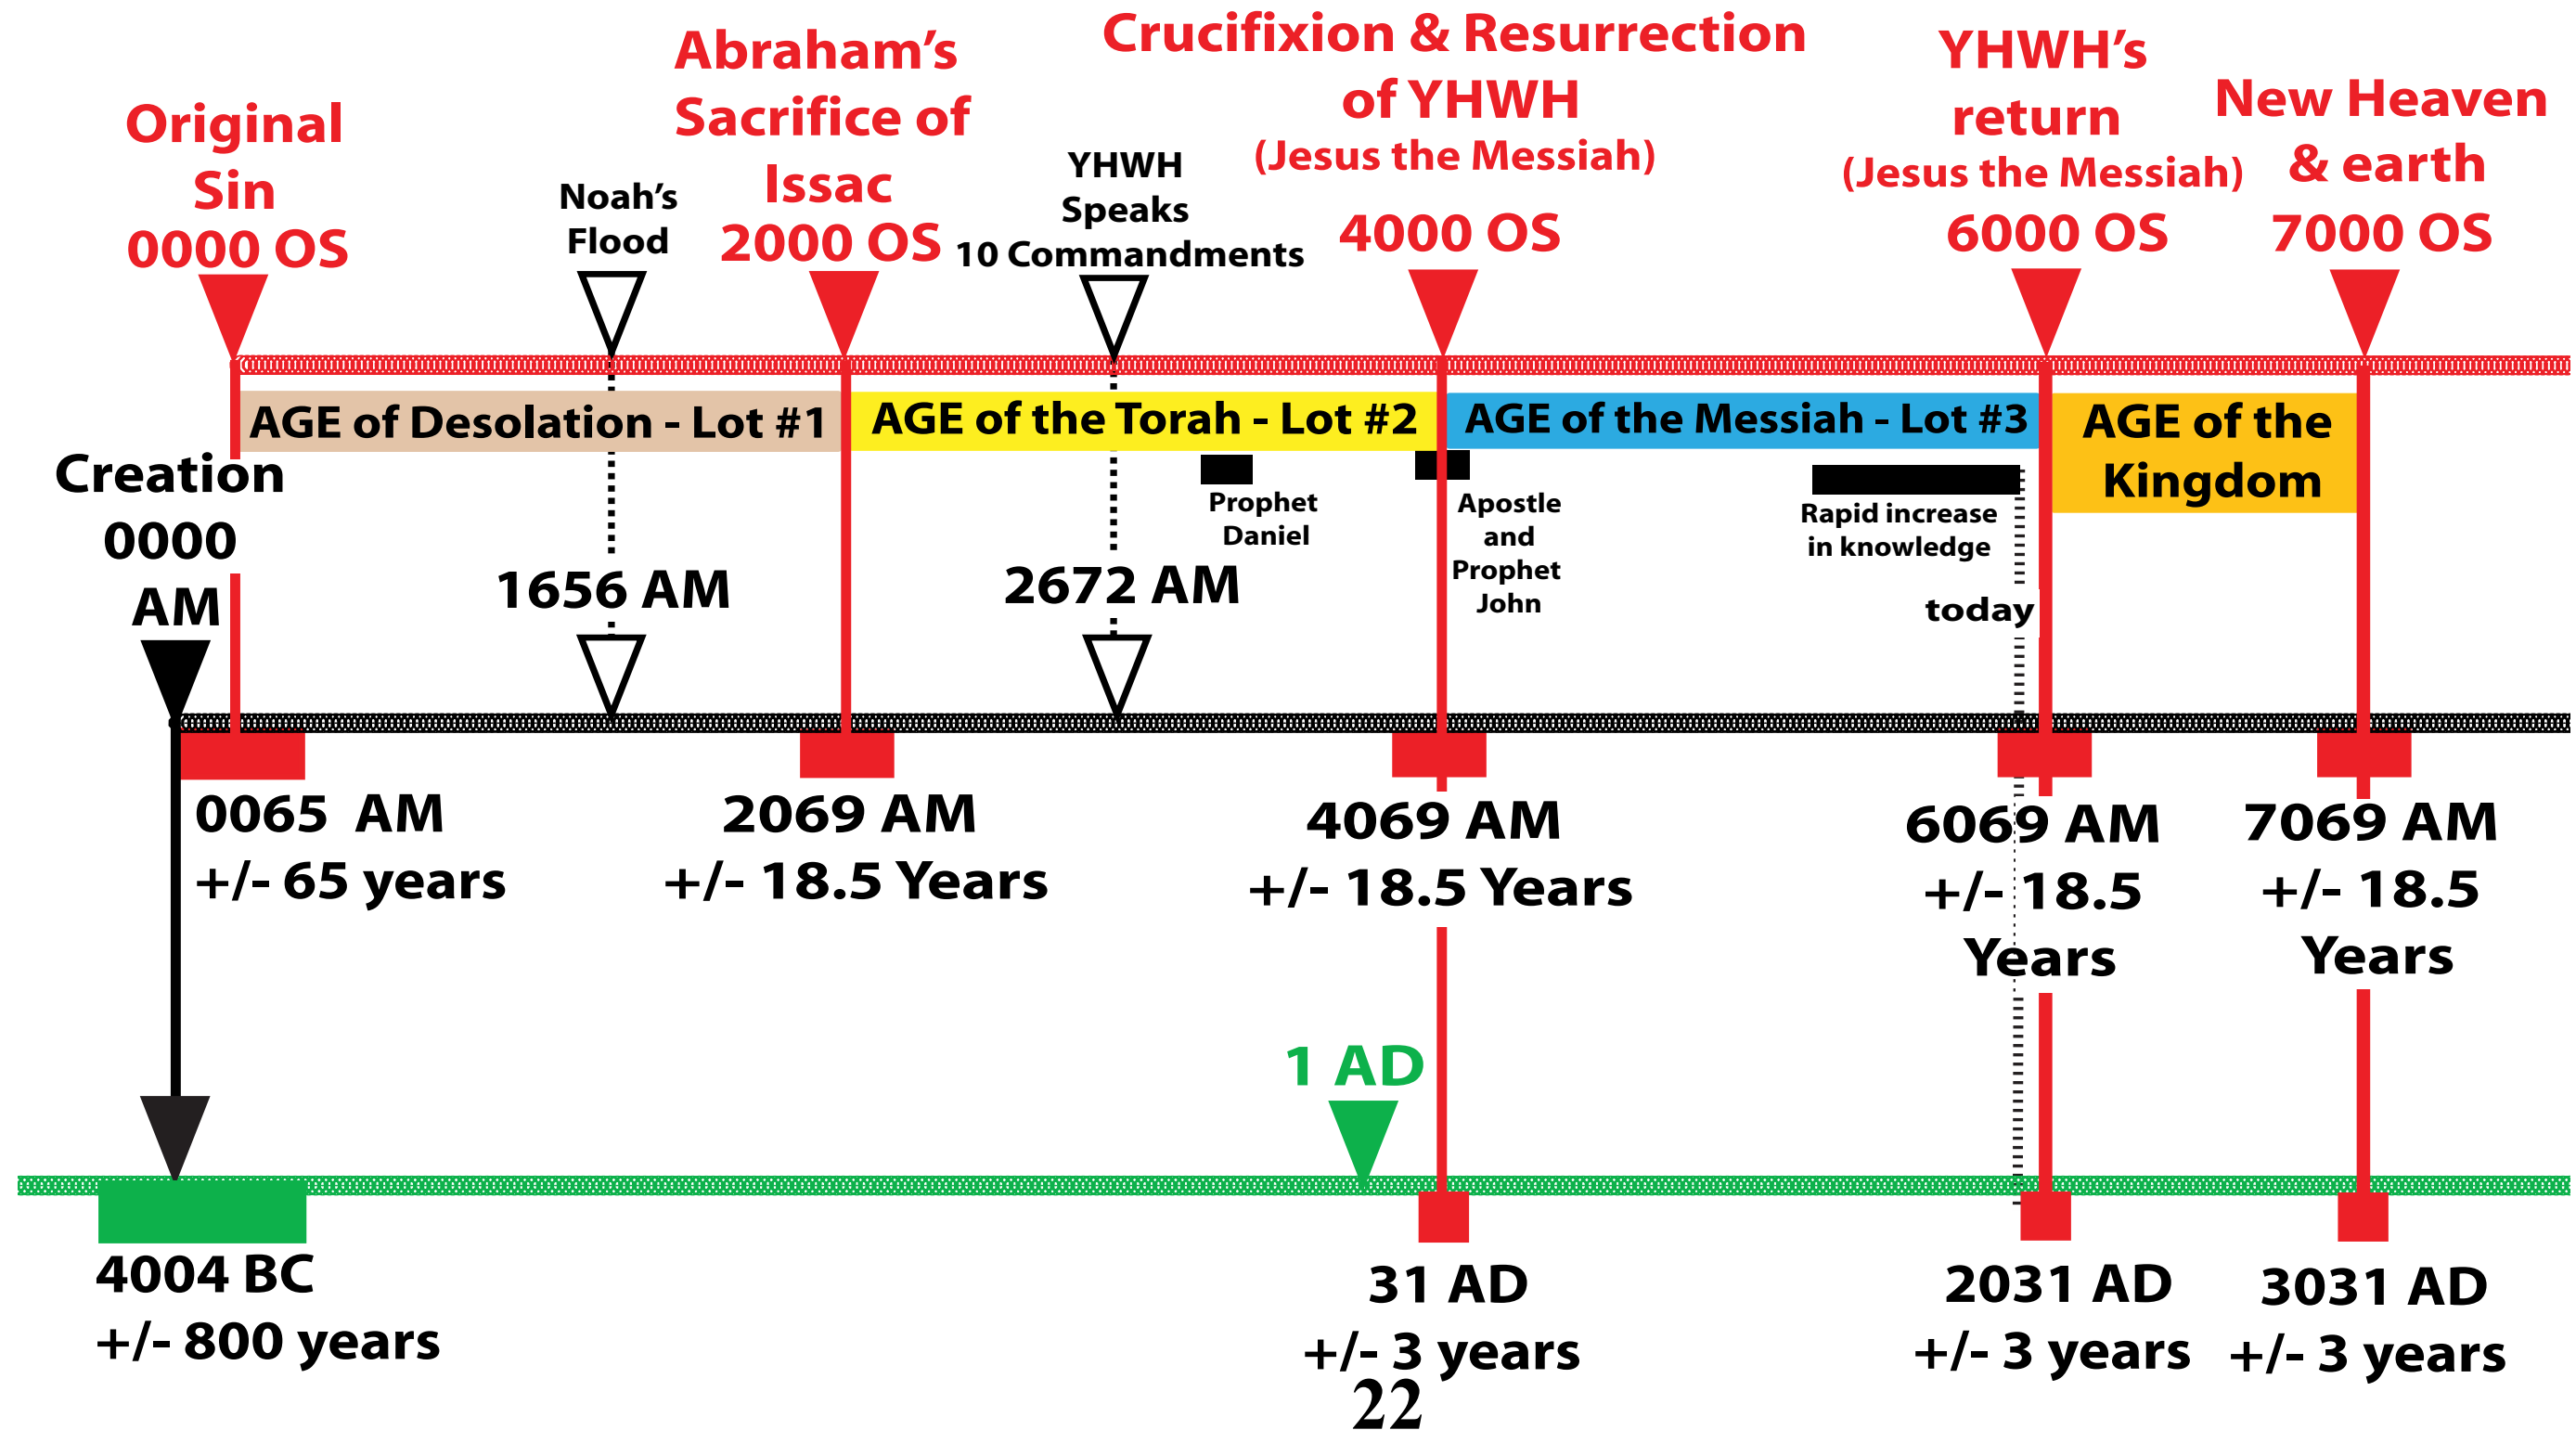 Original
Sin
0000 OS
Noah's
Flood
Abraham's
Sacrifice of
Issac
2000 OS
YHWH
Speaks
10 Commandments
Crucifixion & Resurrection
of YHWH
(Jesus the Messiah)
4000 OS
YHWH's
return
(Jesus the Messiah)
6000 OS
New Heaven
& earth
7000 OS
AGE of Desolation - Lot #1
AGE of the Torah - Lot #2
AGE of the Messiah - Lot #3
AGE of the
Kingdom
Creation
0000
AM
1656 AM
2672 AM
Prophet
Daniel
Apostle
and
Prophet
John
Rapid increase
in knowledge
today
0065 AM
+/- 65 years
2069 AM
+/- 18.5 Years
4069 AM
+/- 18.5 Years
6069 AM
+/- 18.5
Years
7069 AM
+/- 18.5
Years
1 AD
4004 BC
+/- 800 years
31 AD
+/- 3 years
2031 AD
+/- 3 years
3031 AD
+/- 3 years
22